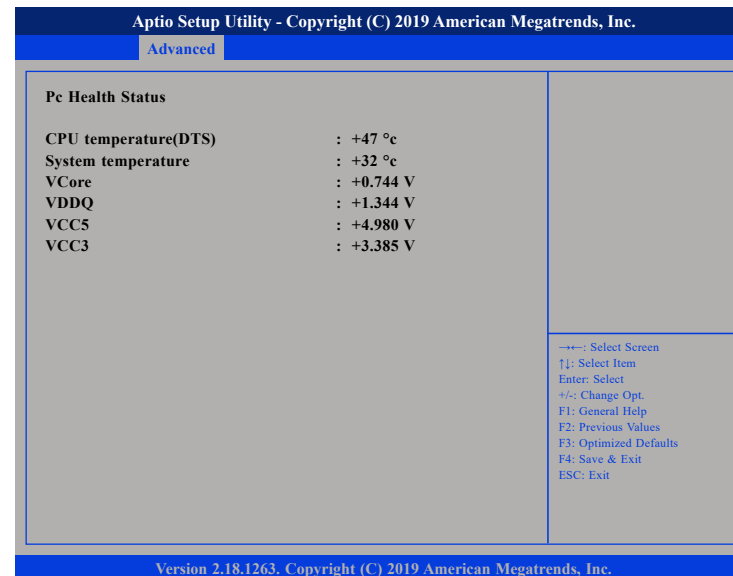 Aptio Setup Utility - Copyright (C) 2019 American Megatrends, Inc.
Advanced
Pc Health Status
CPU temperature(DTS) : +47 °c
System temperature : +32 °c
VCore : +0.744 V
VDDQ : +1.344 V
VCC5 : +4.980 V
VCC3 : +3.385 V
→←: Select Screen
↑↓: Select Item
Enter: Select
+/-: Change Opt.
F1: General Help
F2: Previous Values
F3: Optimized Defaults
F4: Save & Exit
ESC: Exit
Version 2.18.1263. Copyright (C) 2019 American Megatrends, Inc.